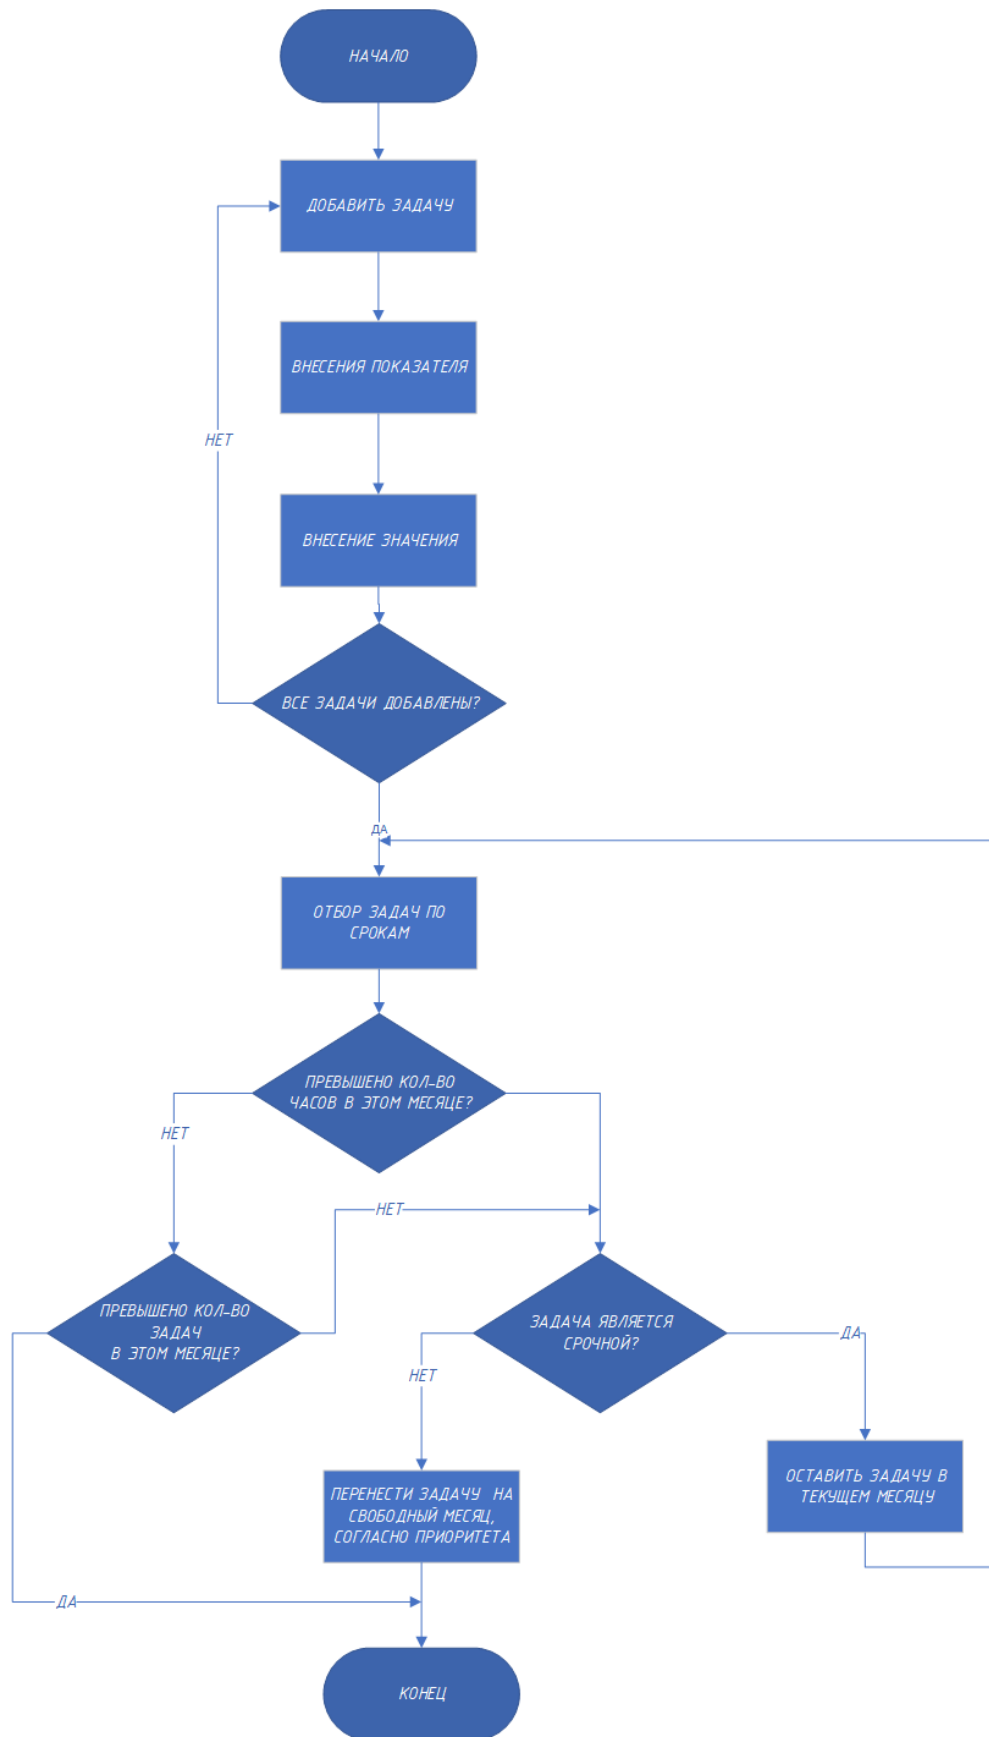 НАЧАЛО
ДОБАВИТЬ ЗАДАЧУ
ВНЕСЕНИЯ ПОКАЗАТЕЛЯ
НЕТ
ВНЕСЕНИЕ ЗНАЧЕНИЯ
ВСЕ ЗАДАЧИ ДОБАВЛЕНЫ?
ДА
ОТБОР ЗАДАЧ ПО
СРОКАМ
ПРЕВЫШЕНО КОЛ-ВО
ЧАСОВ В ЭТОМ МЕСЯЦЕ?
НЕТ
НЕТ
ПРЕВЫШЕНО КОЛ-ВО
ЗАДАЧ
В ЭТОМ МЕСЯЦЕ?
ЗАДАЧА ЯВЛЯЕТСЯ
СРОЧНОЙ?
ДА
НЕТ
ПЕРЕНЕСТИ ЗАДАЧУ НА
СВОБОДНЫЙ МЕСЯЦ,
СОГЛАСНО ПРИОРИТЕТА
ОСТАВИТЬ ЗАДАЧУ В
ТЕКУЩЕМ МЕСЯЦУ
ДА
КОНЕЦ